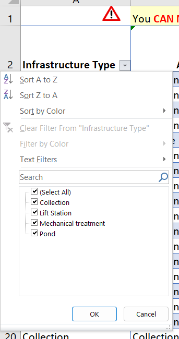 A
1
You CAN N
2
Infrastructure Type
A
Sort A to Z
Sort Z to A
Sort by Color
Clear Filter From "Infrastructure Type"
Filter by Color
Text Filters
Search
(Select All)
Collection
Lift Station
Mechanical treatment
Pond
OK
Cancel
20
Collection
Collection